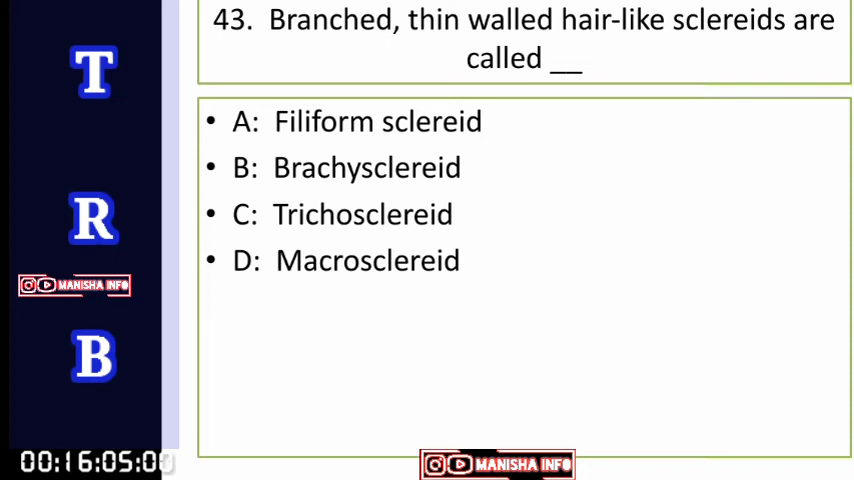 43. Branched, thin walled hair-like sclereids are
called __
• A: Filiform sclereid
• B: Brachysclereid
• C: Trichosclereid
• D: Macrosclereid
T
R
MANISHA INFO
B
00:16:05:00
MANISHA INFO